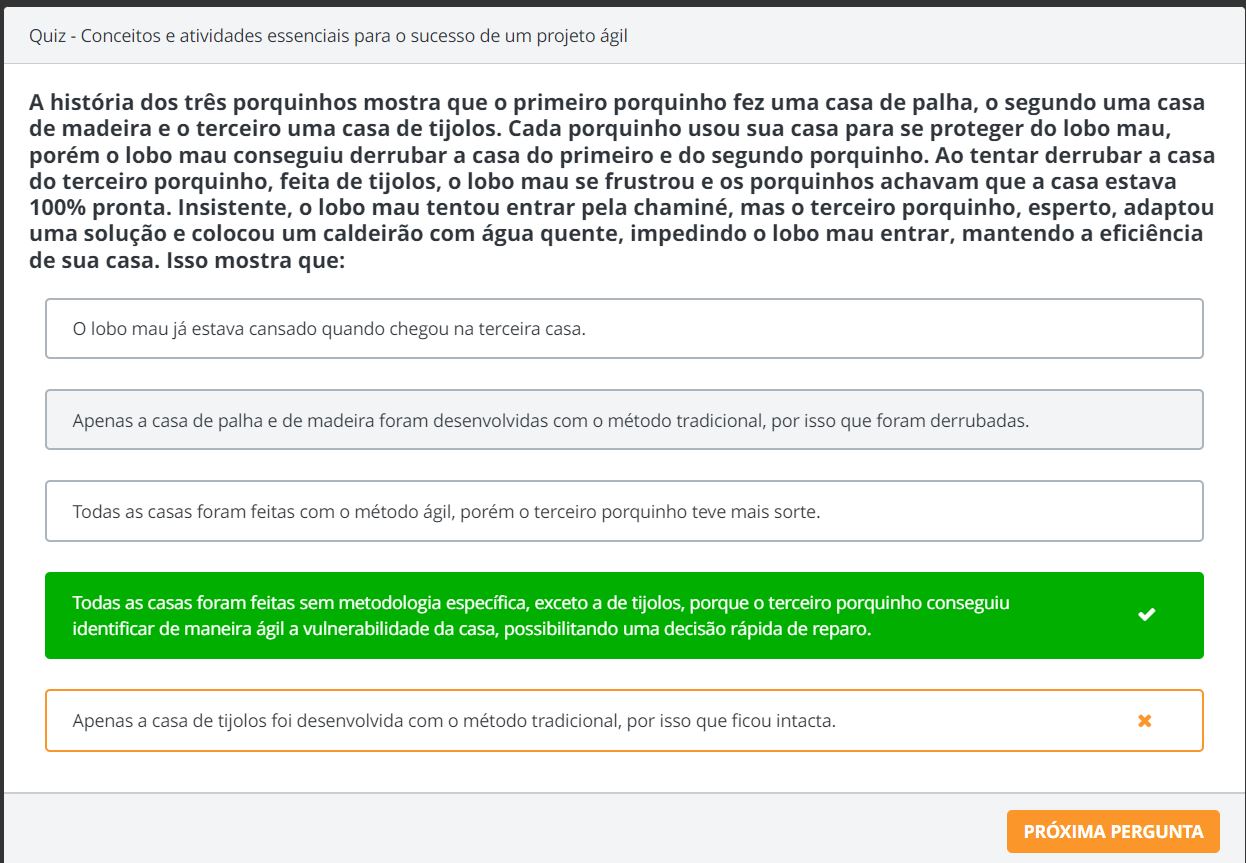 Quiz - Conceitos e atividades essenciais para o sucesso de um projeto ágil
A história dos três porquinhos mostra que o primeiro porquinho fez uma casa de palha, o segundo uma casa
de madeira e o terceiro uma casa de tijolos. Cada porquinho usou sua casa para se proteger do lobo mau,
porém o lobo mau conseguiu derrubar a casa do primeiro e do segundo porquinho. Ao tentar derrubar a casa
do terceiro porquinho, feita de tijolos, o lobo mau se frustrou e os porquinhos achavam que a casa estava
100% pronta. Insistente, o lobo mau tentou entrar pela chaminé, mas o terceiro porquinho, esperto, adaptou
uma solução e colocou um caldeirão com água quente, impedindo o lobo mau entrar, mantendo a eficiência
de sua casa. Isso mostra que:
O lobo mau já estava cansado quando chegou na terceira casa.
Apenas a casa de palha e de madeira foram desenvolvidas com o método tradicional, por isso que foram derrubadas.
Todas as casas foram feitas com o método ágil, porém o terceiro porquinho teve mais sorte.
Todas as casas foram feitas sem metodologia específica, exceto a de tijolos, porque o terceiro porquinho conseguiu
identificar de maneira ágil a vulnerabilidade da casa, possibilitando uma decisão rápida de reparo.
Apenas a casa de tijolos foi desenvolvida com o método tradicional, por isso que ficou intacta.
PRÓXIMA PERGUNTA